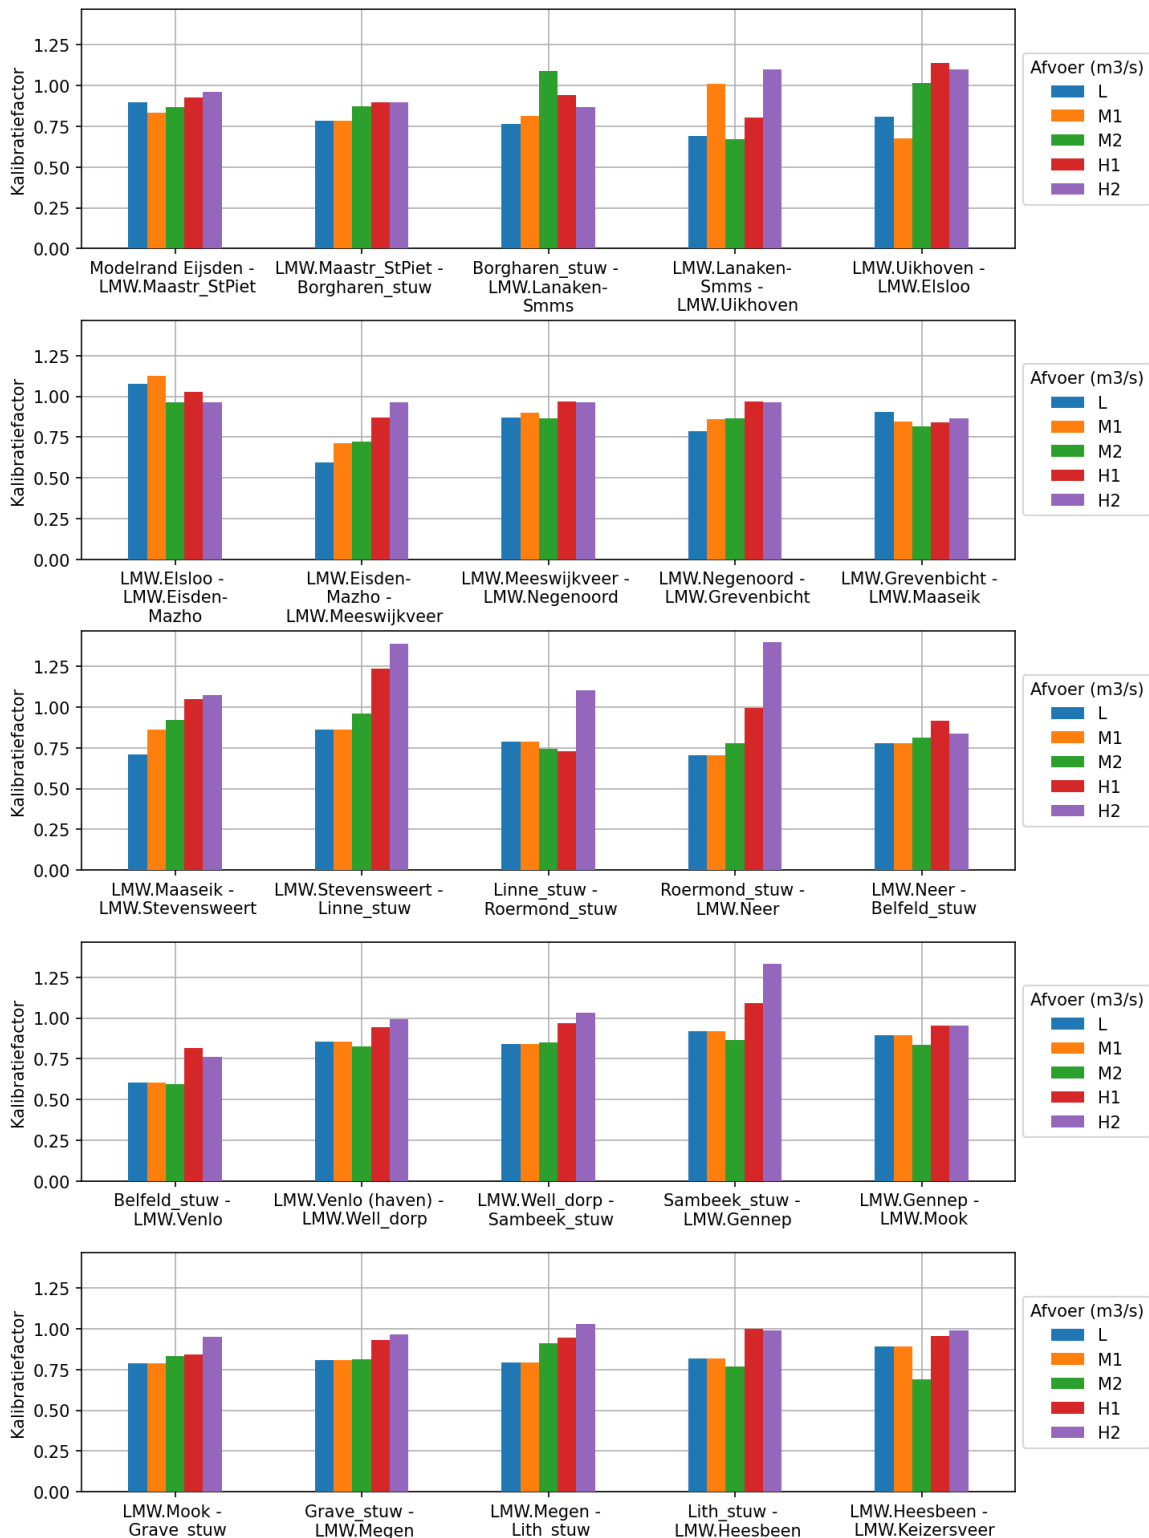 1.25
1.00
0.75
0.50
0.25
0.00
Kalibratiefactor
Modelrand Eijsden -
LMW.Maastr_StPiet
LMW.Maastr_StPiet -
Borgharen_stuw
Borgharen_stuw -
LMW.Lanaken-
Smms
LMW.Lanaken-
Smms -
LMW.Uikhoven
LMW.Uikhoven -
LMW.Elsloo
Afvoer (m3/s)
L
M1
M2
H1
H2
1.25
1.00
0.75
0.50
0.25
0.00
Kalibratiefactor
LMW.Elsloo -
LMW.Eisden-
Mazho
LMW.Eisden-
Mazho -
LMW.Meeswijkveer
LMW.Meeswijkveer -
LMW.Negenoord
LMW.Negenoord -
LMW.Grevenbicht
LMW.Grevenbicht -
LMW.Maaseik
Afvoer (m3/s)
L
M1
M2
H1
H2
1.25
1.00
0.75
0.50
0.25
0.00
Kalibratiefactor
LMW.Maaseik -
LMW.Stevensweert
LMW.Stevensweert -
Linne_stuw
Linne_stuw -
Roermond_stuw
Roermond_stuw -
LMW.Neer
LMW.Neer -
Belfeld_stuw
Afvoer (m3/s)
L
M1
M2
H1
H2
1.25
1.00
0.75
0.50
0.25
0.00
Kalibratiefactor
Belfeld_stuw -
LMW.Venlo
LMW.Venlo (haven) -
LMW.Well_dorp
LMW.Well_dorp -
Sambeek_stuw
Sambeek_stuw -
LMW.Gennep
LMW.Gennep -
LMW.Mook
Afvoer (m3/s)
L
M1
M2
H1
H2
1.25
1.00
0.75
0.50
0.25
0.00
Kalibratiefactor
LMW.Mook -
Grave_stuw
Grave_stuw -
LMW.Megen
LMW.Megen -
Lith_stuw
Lith_stuw -
LMW.Heesbeen
LMW.Heesbeen -
LMW.Keizersveer
Afvoer (m3/s)
L
M1
M2
H1
H2